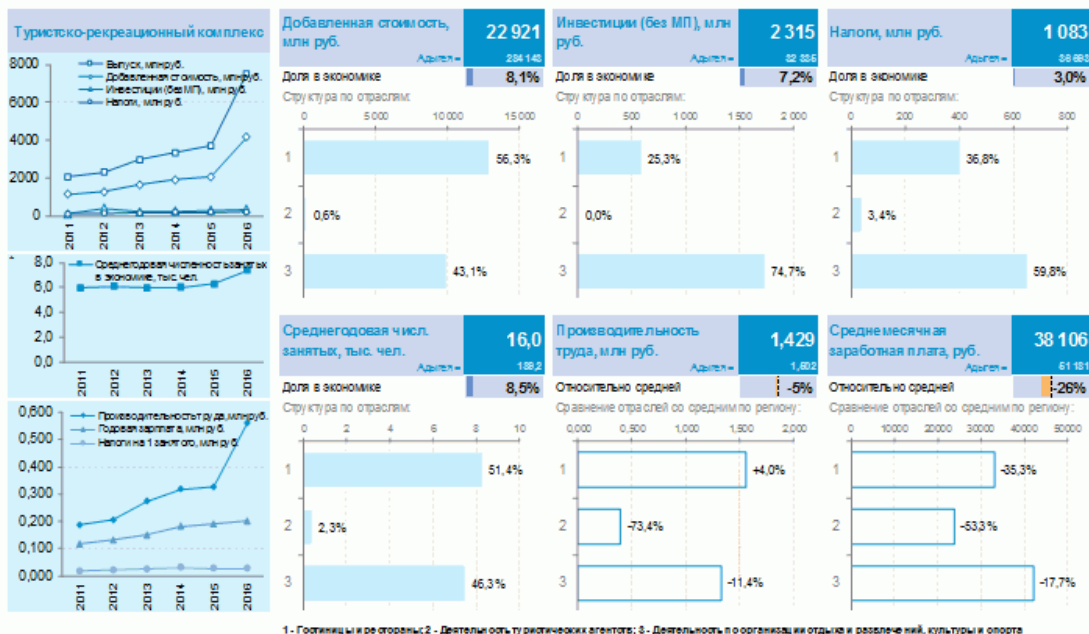 Туристско-рекреационный комплекс
8000
6000
4000
2000
0
Выпуск, млн руб.
Добавленная стоимость, млн руб.
Инвестиции (без МП), млн руб.
Налоги, млн руб.
2011 2012 2013 2014 2015 2016
8,0
6,0
4,0
2,0
0,0
Среднегодовая численность занятых
в экономике, тыс. чел.
2011 2012 2013 2014 2015 2016
0,600
0,500
0,400
0,300
0,200
0,100
0,000
Производительность труда, млн руб.
Годовая зарплата, млн руб.
Налоги на 1 занятого, млн руб.
2011 2012 2013 2014 2015 2016
Добавленная стоимость,
млн руб.
22 921
Адыгея =
Доля в экономике 8,1%
Структура по отраслям:
0 5 000 10 000 15 000
1 56,3%
2 0,6%
3 43,1%
Инвестиции (без МП), млн
руб.
2 315
Адыгея =
Доля в экономике 7,2%
Структура по отраслям:
0 500 1 000 1 500 2 000
1 25,3%
2 0,0%
3 74,7%
Налоги, млн руб.
1 083
Адыгея =
Доля в экономике 3,0%
Структура по отраслям:
0 200 400 600 800
1 36,8%
2 3,4%
3 59,8%
Среднегодовая числ.
занятых, тыс. чел.
16,0
Адыгея =
Доля в экономике 8,5%
Структура по отраслям:
0 2 4 6 8 10
1 51,4%
2 2,3%
3 46,3%
Производительность
труда, млн руб.
1,429
Адыгея = 1,502
Относительно средней -5%
Сравнение отраслей со средним по региону:
0,000 0,500 1,000 1,500 2,000
1 +4,0%
2 -73,4%
3 -11,4%
Среднемесячная
заработная плата, руб.
38 106
Адыгея = 51 181
Относительно средней -26%
Сравнение отраслей со средним по региону:
0 10000 20000 30000 40000 50000
1 -35,3%
2 -53,3%
3 -17,7%
1 - Гостиницы и рестораны; 2 - Деятельность туристических агентств; 3 - Деятельность по организации отдыха и развлечений, культуры и спорта